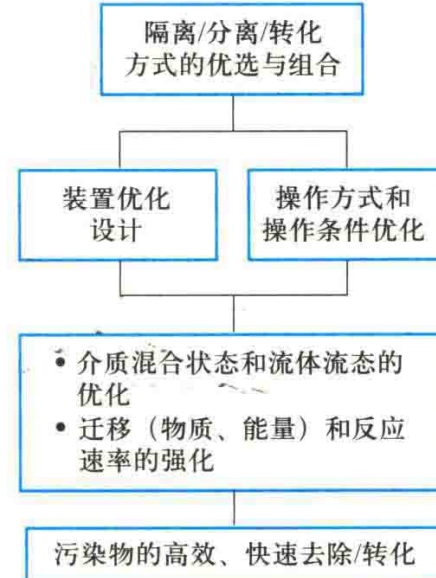 隔离/分离/转化
方式的优选与组合
装置优化
设计
操作方式和
操作条件优化
• 介质混合状态和流体流态的
优化
• 迁移（物质、能量）和反应
速率的强化
污染物的高效、快速去除/转化